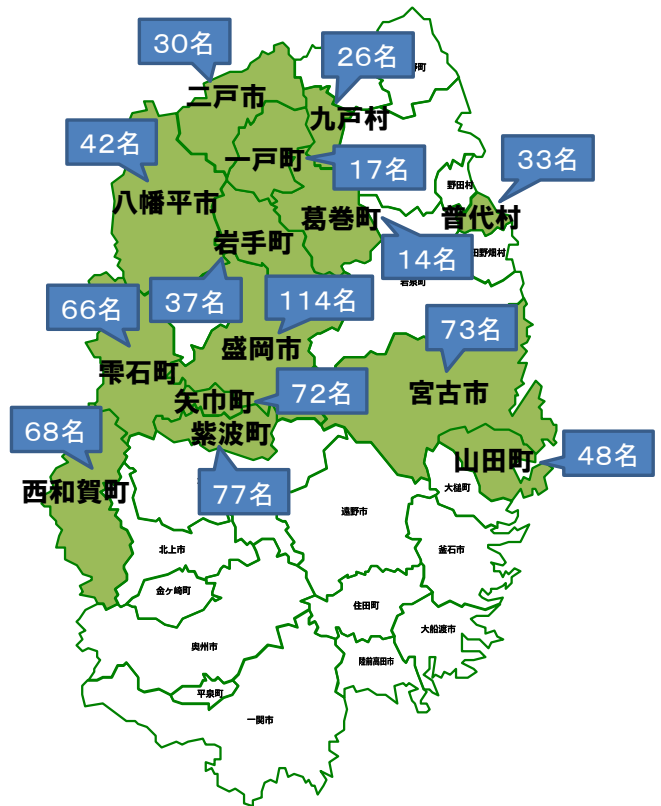 30名
26名
二戸市
九戸村
42名
一戸町
17名
33名
野田村
八幡平市
葛巻町
普代村
岩手町
14名
田野畑村
岩泉町
66名
37名
114名
73名
盛岡市
雫石町
宮古市
矢巾町
72名
68名
紫波町
山田町
48名
西和賀町
77名
大槌町
遠野市
北上市
釜石市
金ヶ崎町
住田町
大船渡市
奥州市
陸前高田市
平泉町
一関市